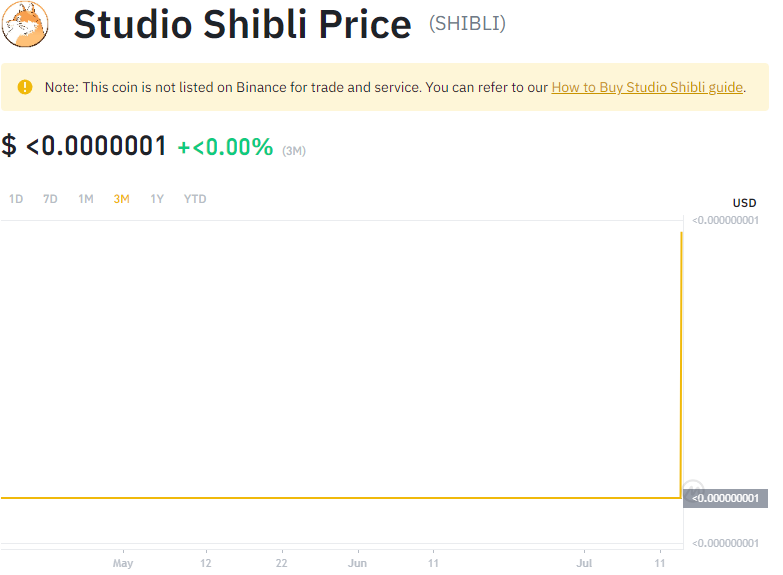 Studio Shibli Price (SHIBLI)
Note: This coin is not listed on Binance for trade and service. You can refer to our How to Buy Studio Shibli guide.
$ <0.0000001 +<0.00% (3M)
1D 7D 1M 3M 1Y YTD
USD
<0.000000001
<0.000000001
<0.000000001
May 12 22 Jun 11 Jul 11